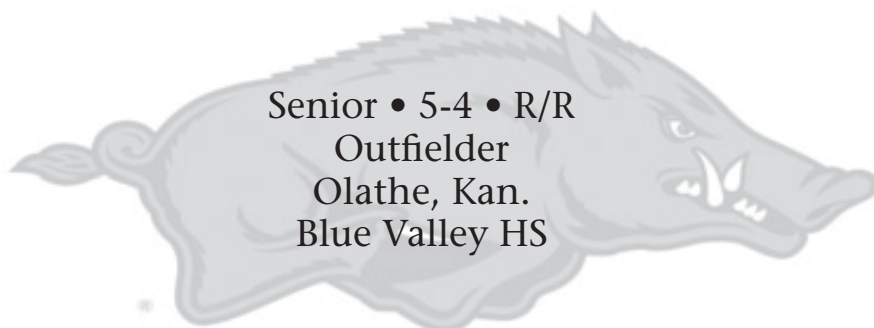 Senior • 5-4 • R/R
Outfielder
Olathe, Kan.
Blue Valley HS
®